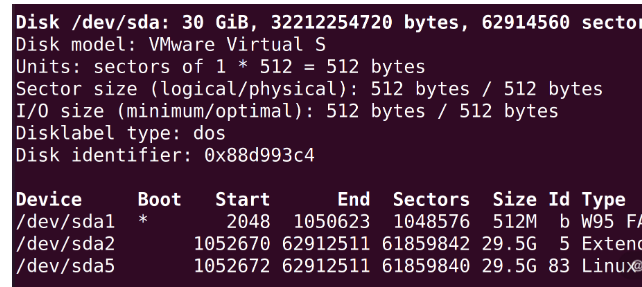 Disk /dev/sda: 30 GiB, 32212254720 bytes, 62914560 sector
Disk model: VMware Virtual S
Units: sectors of 1 * 512 = 512 bytes
Sector size (logical/physical): 512 bytes / 512 bytes
I/O size (minimum/optimal): 512 bytes / 512 bytes
Disklabel type: dos
Disk identifier: 0x88d993c4
Device Boot Start End Sectors Size Id Type
/dev/sda1 * 2048 1050623 1048576 512M b W95 FA
/dev/sda2 1052670 62912511 61859842 29.5G 5 Extend
/dev/sda5 1052672 62912511 61859840 29.5G 83 Linux